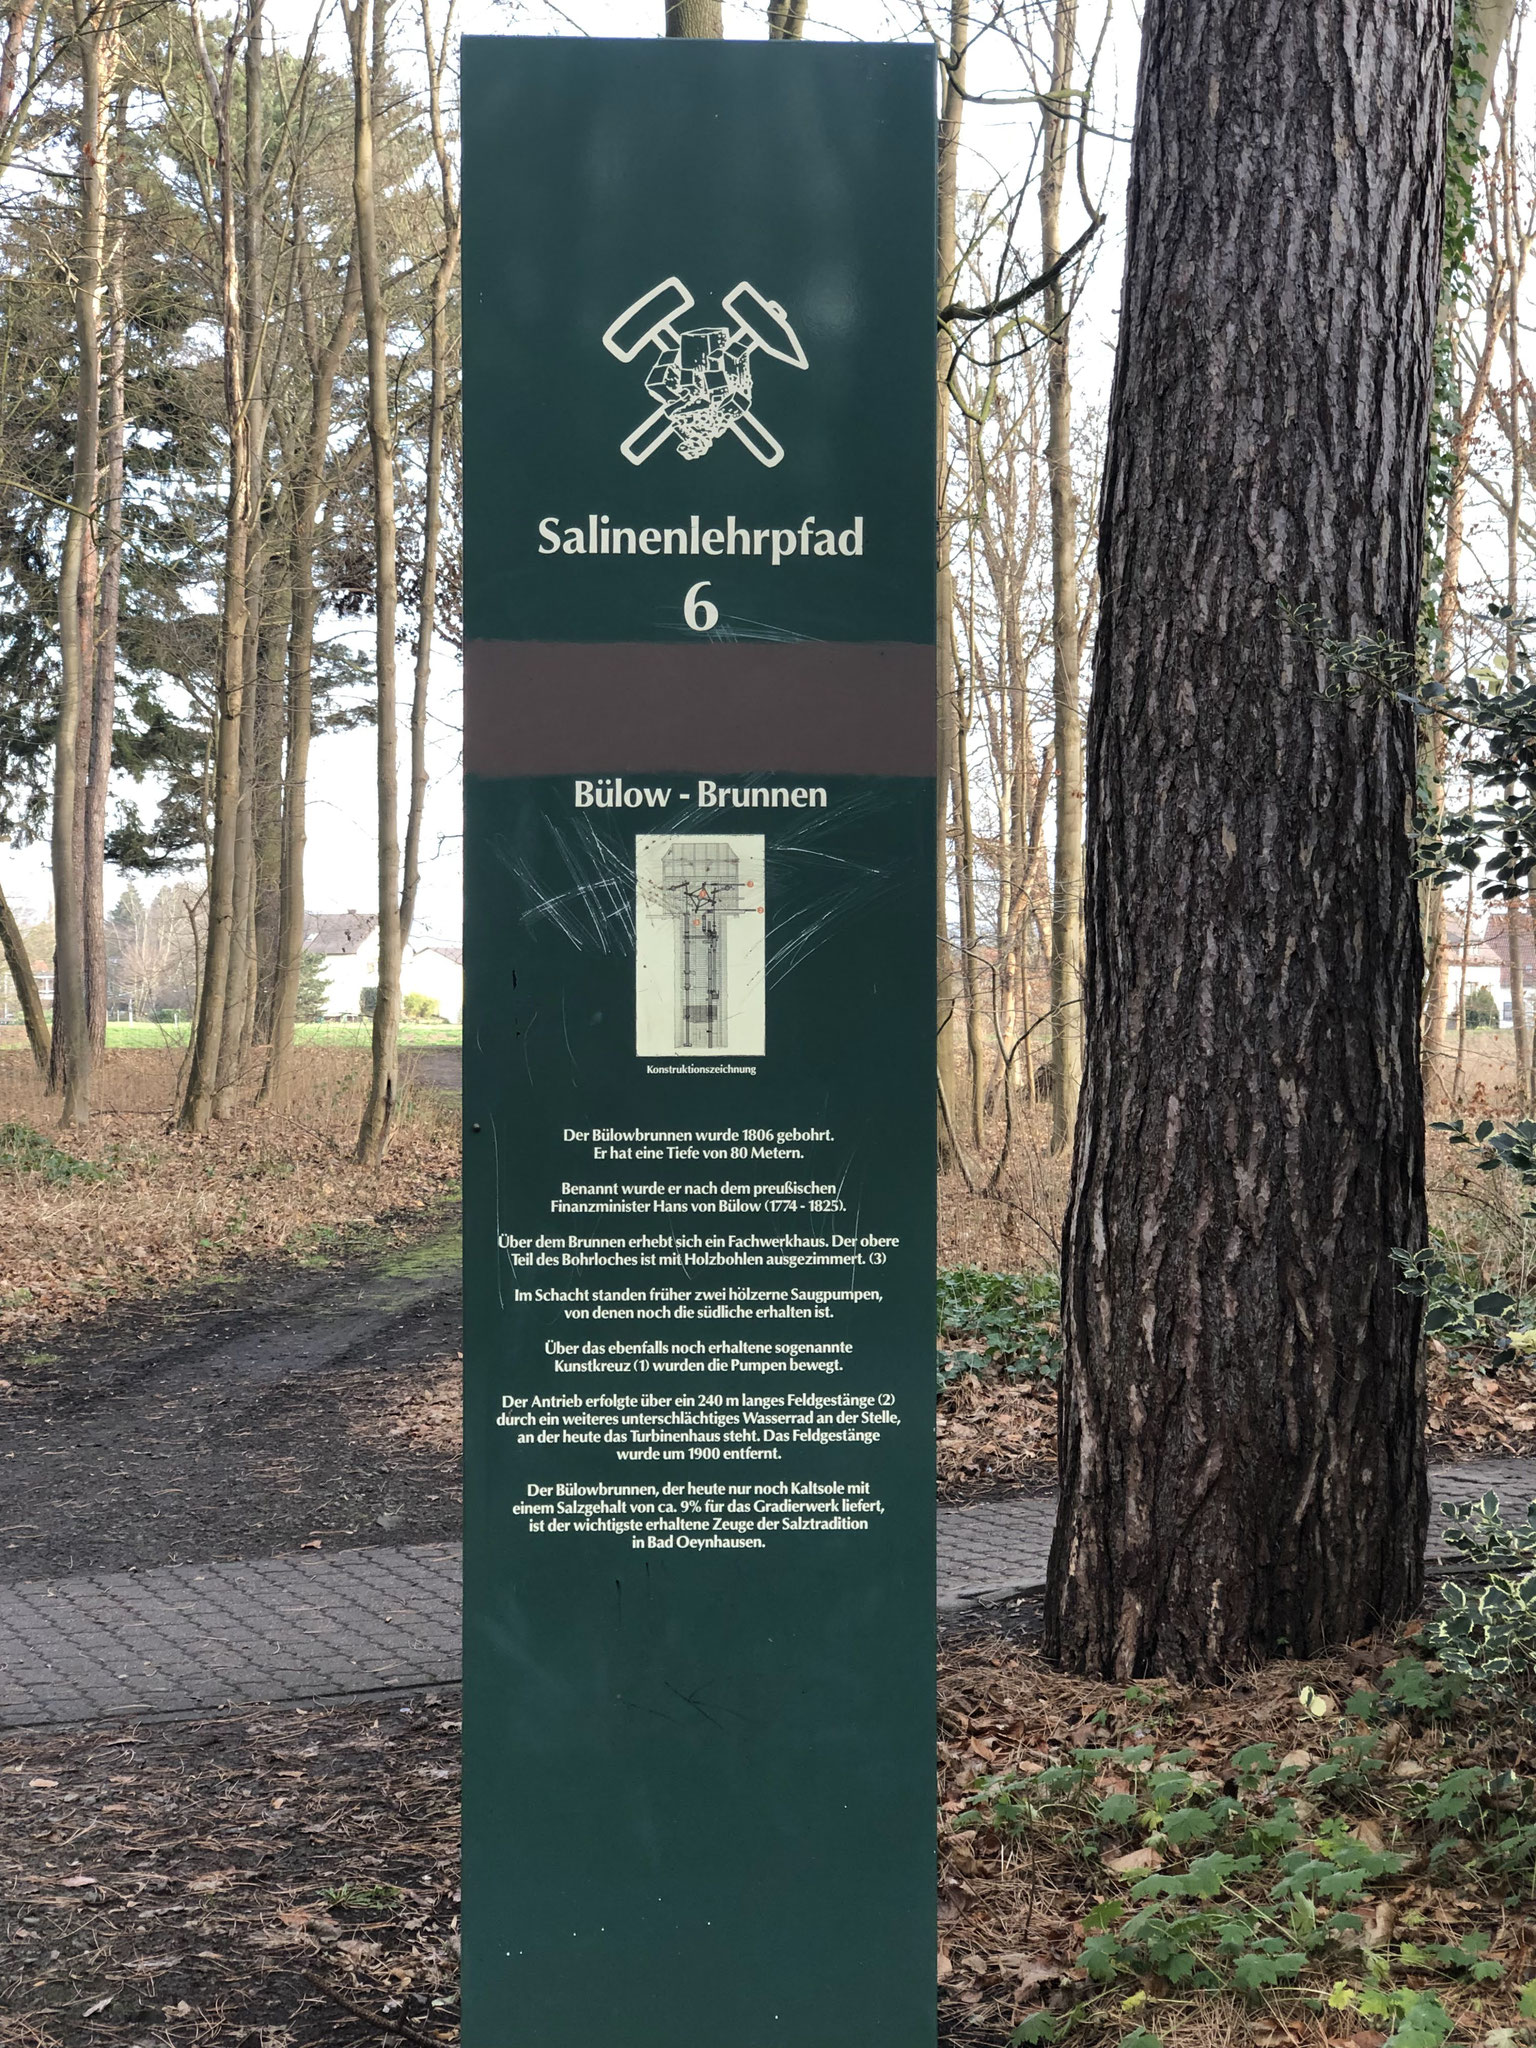 Salinenlehrpfad
6
Bülow - Brunnen
Konstruktionszeichnung
Der Bülowbrunnen wurde 1806 gebohrt.
Er hat eine Tiefe von 80 Metern.
Benannt wurde er nach dem preußischen
Finanzminister Hans von Bülow (1774 - 1825).
Über dem Brunnen erhebt sich ein Fachwerkhaus. Der obere
Teil des Bohrloches ist mit Holzbohlen ausgezimmert. (3)
Im Schacht standen früher zwei hölzerne Saugpumpen,
von denen noch die südliche erhalten ist.
Über das ebenfalls noch erhaltene sogenannte
Kunstkreuz (1) wurden die Pumpen bewegt.
Der Antrieb erfolgte über ein 240 m langes Feldgestänge (2)
durch ein weiteres unterschlächtiges Wasserrad an der Stelle,
an der heute das Turbinenhaus steht. Das Feldgestänge
wurde um 1900 entfernt.
Der Bülowbrunnen, der heute nur noch Kaltsole mit
einem Salzgehalt von ca. 9% für das Gradierwerk liefert,
ist der wichtigste erhaltene Zeuge der Salztradition
in Bad Oeynhausen.